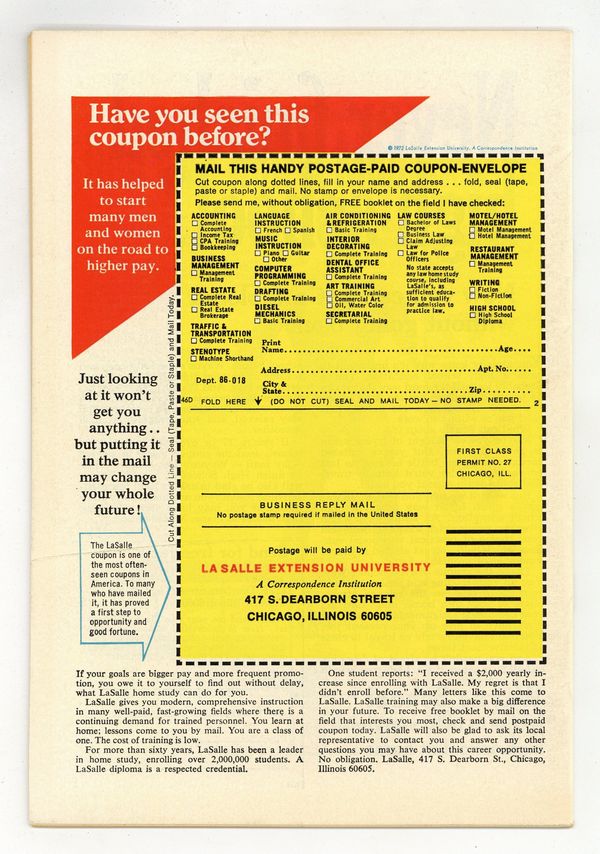 Have you seen this
coupon before?
© 1972 LaSalle Extension University, A Correspondence Institution
It has helped
to start
many men
and women
on the road to
higher pay.
MAIL THIS HANDY POSTAGE-PAID COUPON-ENVELOPE
Cut coupon along dotted lines, fill in your name and address . . . fold, seal (tape,
paste or staple) and mail. No stamp or envelope is necessary.
Please send me, without obligation, FREE booklet on the field I have checked:
ACCOUNTING
☐ Complete
Accounting
☐ Income Tax
☐ CPA Training
☐ Bookkeeping
BUSINESS
MANAGEMENT
☐ Management
Training
REAL ESTATE
☐ Complete Real
Estate
☐ Real Estate
Brokerage
TRAFFIC &
TRANSPORTATION
☐ Complete Training
STENOTYPE
☐ Machine Shorthand
LANGUAGE
INSTRUCTION
☐ French ☐ Spanish
MUSIC
INSTRUCTION
☐ Piano ☐ Guitar
☐ Other
COMPUTER
PROGRAMMING
☐ Complete Training
DRAFTING
☐ Complete Training
DIESEL
MECHANICS
☐ Basic Training
AIR CONDITIONING
& REFRIGERATION
☐ Basic Training
INTERIOR
DECORATING
☐ Complete Training
DENTAL OFFICE
ASSISTANT
☐ Complete Training
ART TRAINING
☐ Complete Training
☐ Commercial Art
☐ Oil, Water Color
SECRETARIAL
☐ Complete Training
LAW COURSES
☐ Bachelor of Laws
Degree
☐ Business Law
☐ Claim Adjusting
Law
☐ Law for Police
Officers
No state accepts
any law home study
course, including
LaSalle's, as
sufficient education
to qualify
for admission to
practice law.
MOTEL/HOTEL
MANAGEMENT
☐ Motel Management
☐ Hotel Management
RESTAURANT
MANAGEMENT
☐ Management
Training
WRITING
☐ Fiction
☐ Non-Fiction
HIGH SCHOOL
☐ High School
Diploma
Print
Name Age
Address Apt. No.
Dept. 86-018
City &
State Zip
46D FOLD HERE (DO NOT CUT) SEAL AND MAIL TODAY — NO STAMP NEEDED. 2
Cut Along Dotted Line — Seal (Tape, Paste or Staple) and Mail Today.
Just looking
at it won't
get you
anything . .
but putting it
in the mail
may change
your whole
future!
The LaSalle
coupon is one of
the most often-
seen coupons in
America. To many
who have mailed
it, it has proved
a first step to
opportunity and
good fortune.
FIRST CLASS
PERMIT NO. 27
CHICAGO, ILL.
BUSINESS REPLY MAIL
No postage stamp required if mailed in the United States
Postage will be paid by
LA SALLE EXTENSION UNIVERSITY
A Correspondence Institution
417 S. DEARBORN STREET
CHICAGO, ILLINOIS 60605
If your goals are bigger pay and more frequent promo-
tion, you owe it to yourself to find out without delay,
what LaSalle home study can do for you.
LaSalle gives you modern, comprehensive instruction
in many well-paid, fast-growing fields where there is a
continuing demand for trained personnel. You learn at
home; lessons come to you by mail. You are a class of
one. The cost of training is low.
For more than sixty years, LaSalle has been a leader
in home study, enrolling over 2,000,000 students. A
LaSalle diploma is a respected credential.
One student reports: "I received a $2,000 yearly in-
crease since enrolling with LaSalle. My regret is that I
didn't enroll before." Many letters like this come to
LaSalle. LaSalle training may also make a big difference
in your future. To receive free booklet by mail on the
field that interests you most, check and send postpaid
coupon today. LaSalle will also be glad to ask its local
representative to contact you and answer any other
questions you may have about this career opportunity.
No obligation. LaSalle, 417 S. Dearborn St., Chicago,
Illinois 60605.